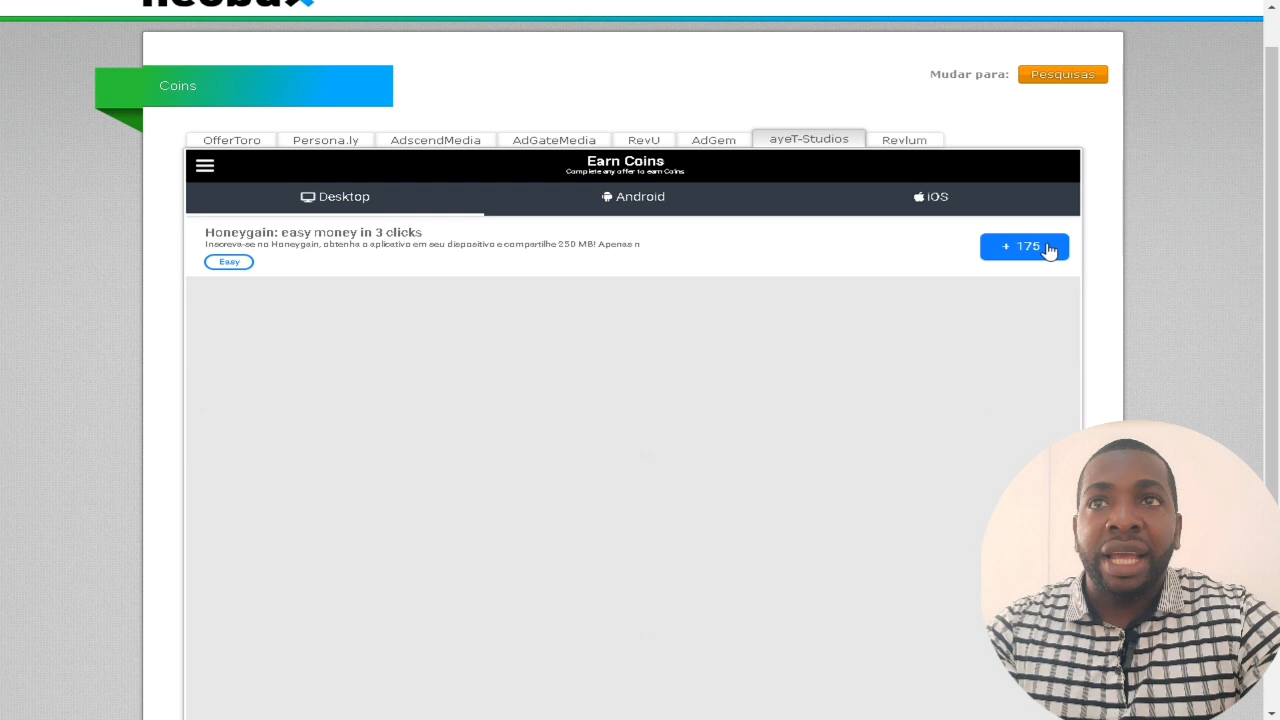 neobux
Coins
Mudar para: Pesquisas
OfferToro Persona.ly AdscendMedia AdGateMedia RevU AdGem ayeT-Studios Revlum
Earn Coins
Complete any offer to earn Coins
Desktop Android iOS
Honeygain: easy money in 3 clicks
Inscreva-se no Honeygain, obtenha o aplicativo em seu dispositivo e compartilhe 250 MB! Apenas n
+ 175
Easy